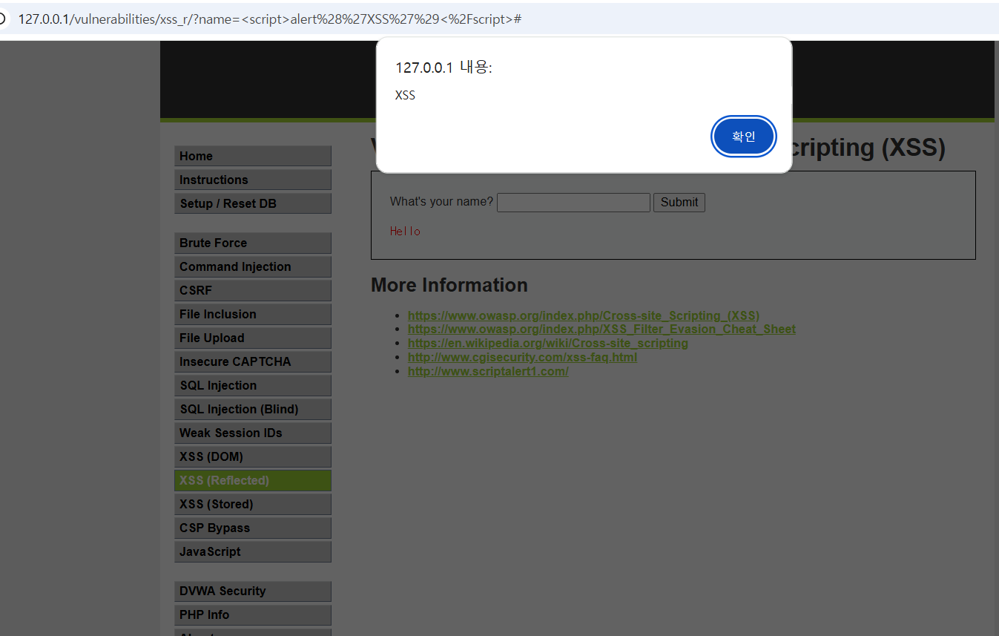 127.0.0.1/vulnerabilities/xss_r/?name=<script>alert%28%27XSS%27%29<%2Fscript>#
127.0.0.1 내용:
XSS
확인
cripting (XSS)
Home
Instructions
Setup / Reset DB
Brute Force
Command Injection
CSRF
File Inclusion
File Upload
Insecure CAPTCHA
SQL Injection
SQL Injection (Blind)
Weak Session IDs
XSS (DOM)
XSS (Reflected)
XSS (Stored)
CSP Bypass
JavaScript
DVWA Security
PHP Info
What's your name? Submit
Hello
More Information
https://www.owasp.org/index.php/Cross-site_Scripting_(XSS)
https://www.owasp.org/index.php/XSS_Filter_Evasion_Cheat_Sheet
https://en.wikipedia.org/wiki/Cross-site_scripting
http://www.cgisecurity.com/xss-faq.html
http://www.scriptalert1.com/